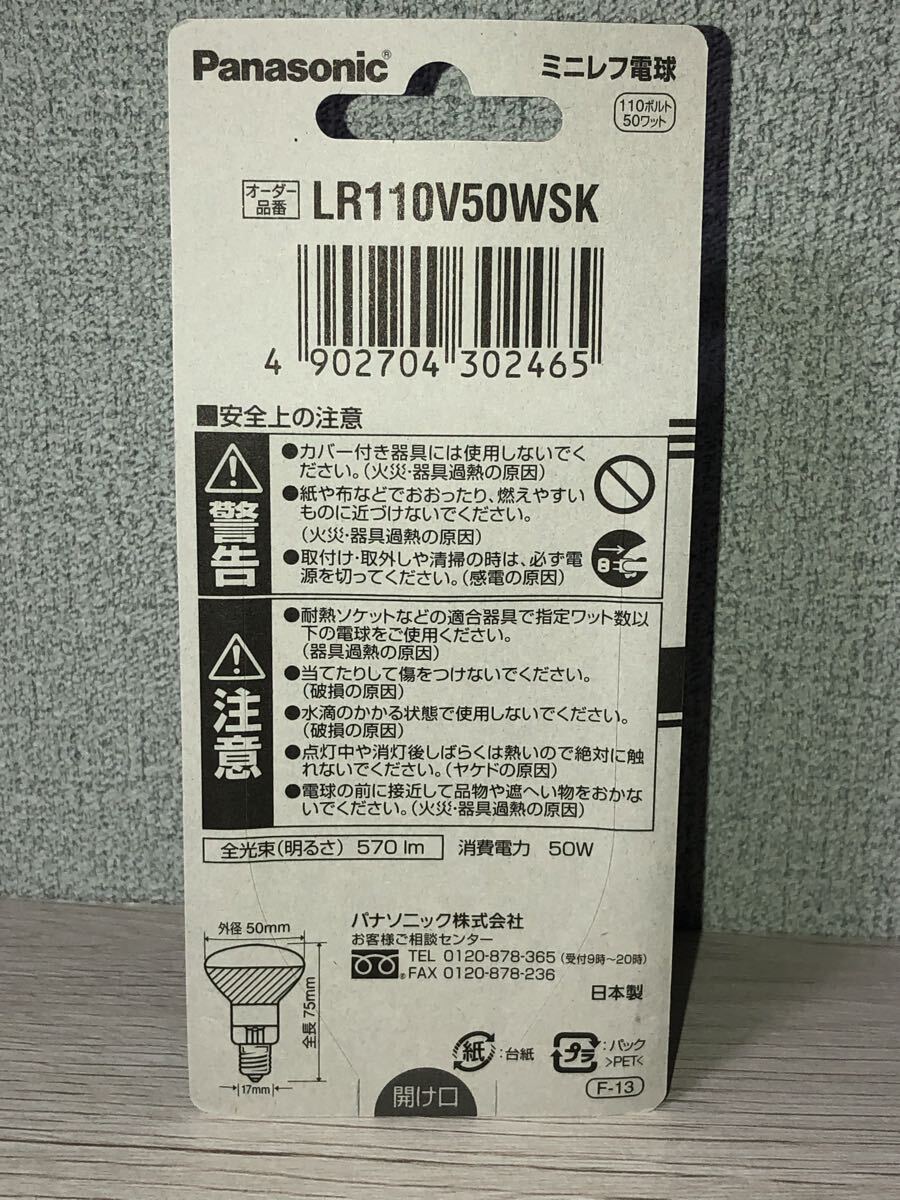 Panasonic®
ミニレフ電球
110ボルト
50ワット
オーダー
品番
LR110V50WSK
4 902704 302465
■安全上の注意
警告
●カバー付き器具には使用しないでく
ださい。(火災・器具過熱の原因)
●紙や布などでおおったり、燃えやすい
ものに近づけないでください。
(火災・器具過熱の原因)
●取付け・取外しや清掃の時は、必ず電
源を切ってください。(感電の原因)
注意
●耐熱ソケットなどの適合器具で指定ワット数以
下の電球をご使用ください。
(器具過熱の原因)
●当てたりして傷をつけないでください。
(破損の原因)
●水滴のかかる状態で使用しないでください。
(破損の原因)
●点灯中や消灯後しばらくは熱いので絶対に触
れないでください。(ヤケドの原因)
●電球の前に接近して品物や遮へい物をおかな
いでください。(火災・器具過熱の原因)
全光束(明るさ) 570 lm
消費電力 50W
外径 50mm
全長 75mm
17mm
パナソニック株式会社
お客様ご相談センター
TEL 0120-878-365 (受付9時~20時)
FAX 0120-878-236
日本製
紙:台紙
プラ:パック
>PET<
開け口
F-13